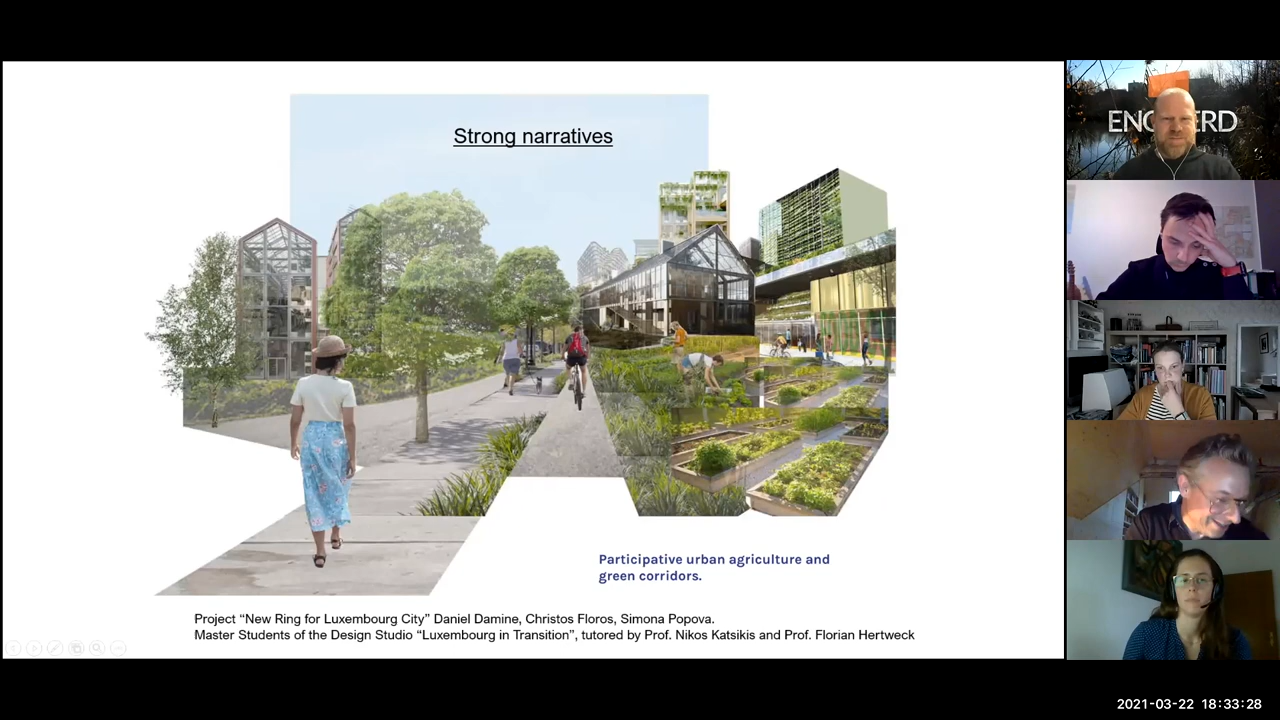 Strong narratives
Participative urban agriculture and
green corridors.
Project “New Ring for Luxembourg City” Daniel Damine, Christos Floros, Simona Popova.
Master Students of the Design Studio “Luxembourg in Transition”, tutored by Prof. Nikos Katsikis and Prof. Florian Hertweck
2021-03-22 18:33:28